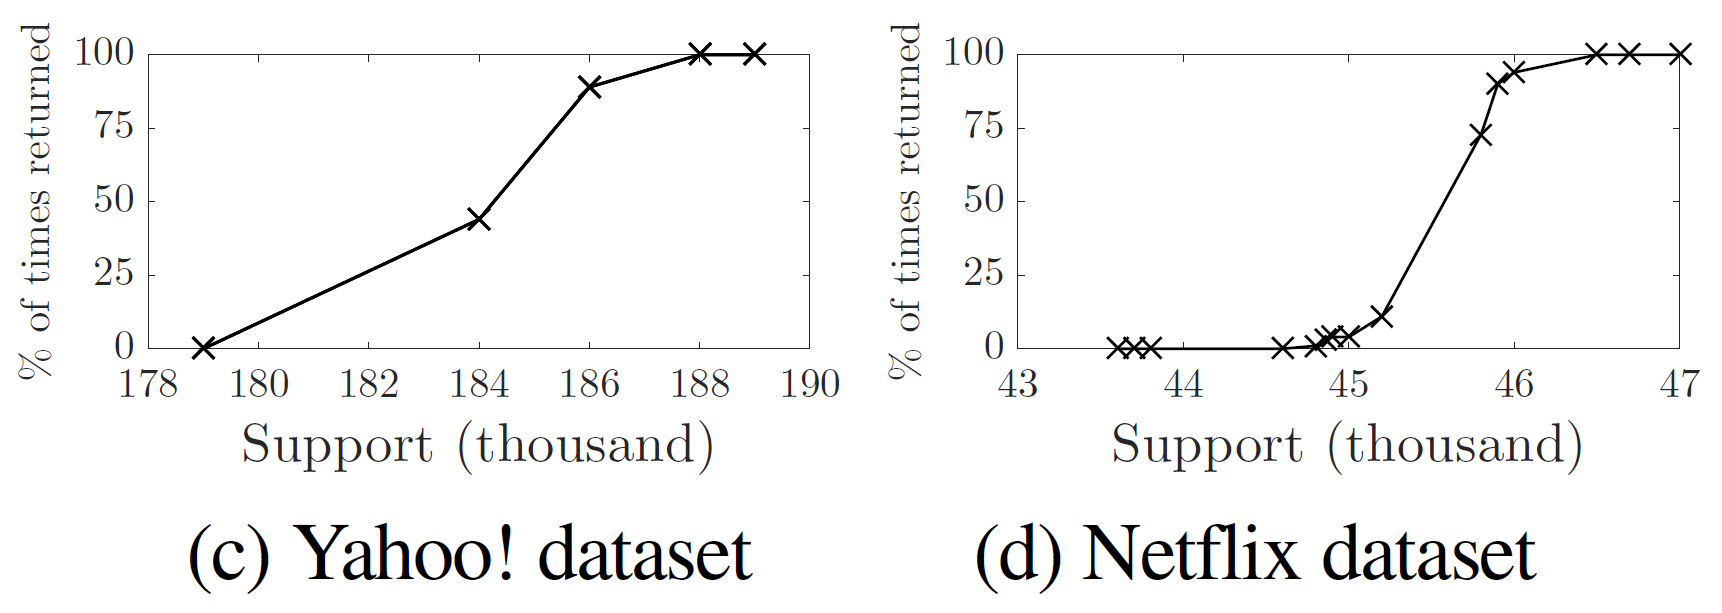 % of times returned
100
75
50
25
0
178 180 182 184 186 188 190
Support (thousand)
(c) Yahoo! dataset
% of times returned
100
75
50
25
0
43 44 45 46 47
Support (thousand)
(d) Netflix dataset